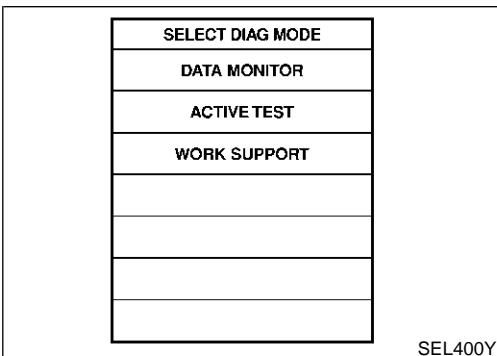 SELECT DIAG MODE
DATA MONITOR
ACTIVE TEST
WORK SUPPORT
SEL400Y